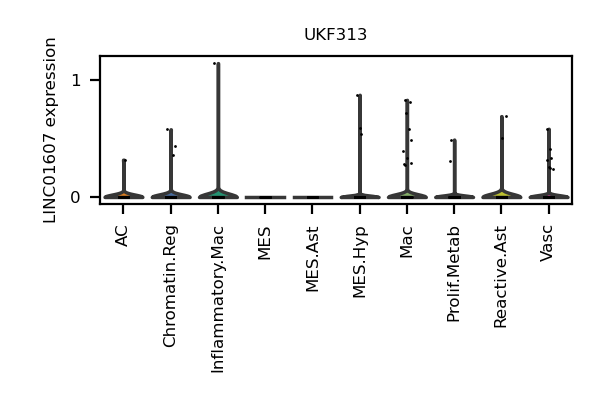 UKF313
LINC01607 expression
1
0
AC
Chromatin.Reg
Inflammatory.Mac
MES
MES.Ast
MES.Hyp
Mac
Prolif.Metab
Reactive.Ast
Vasc